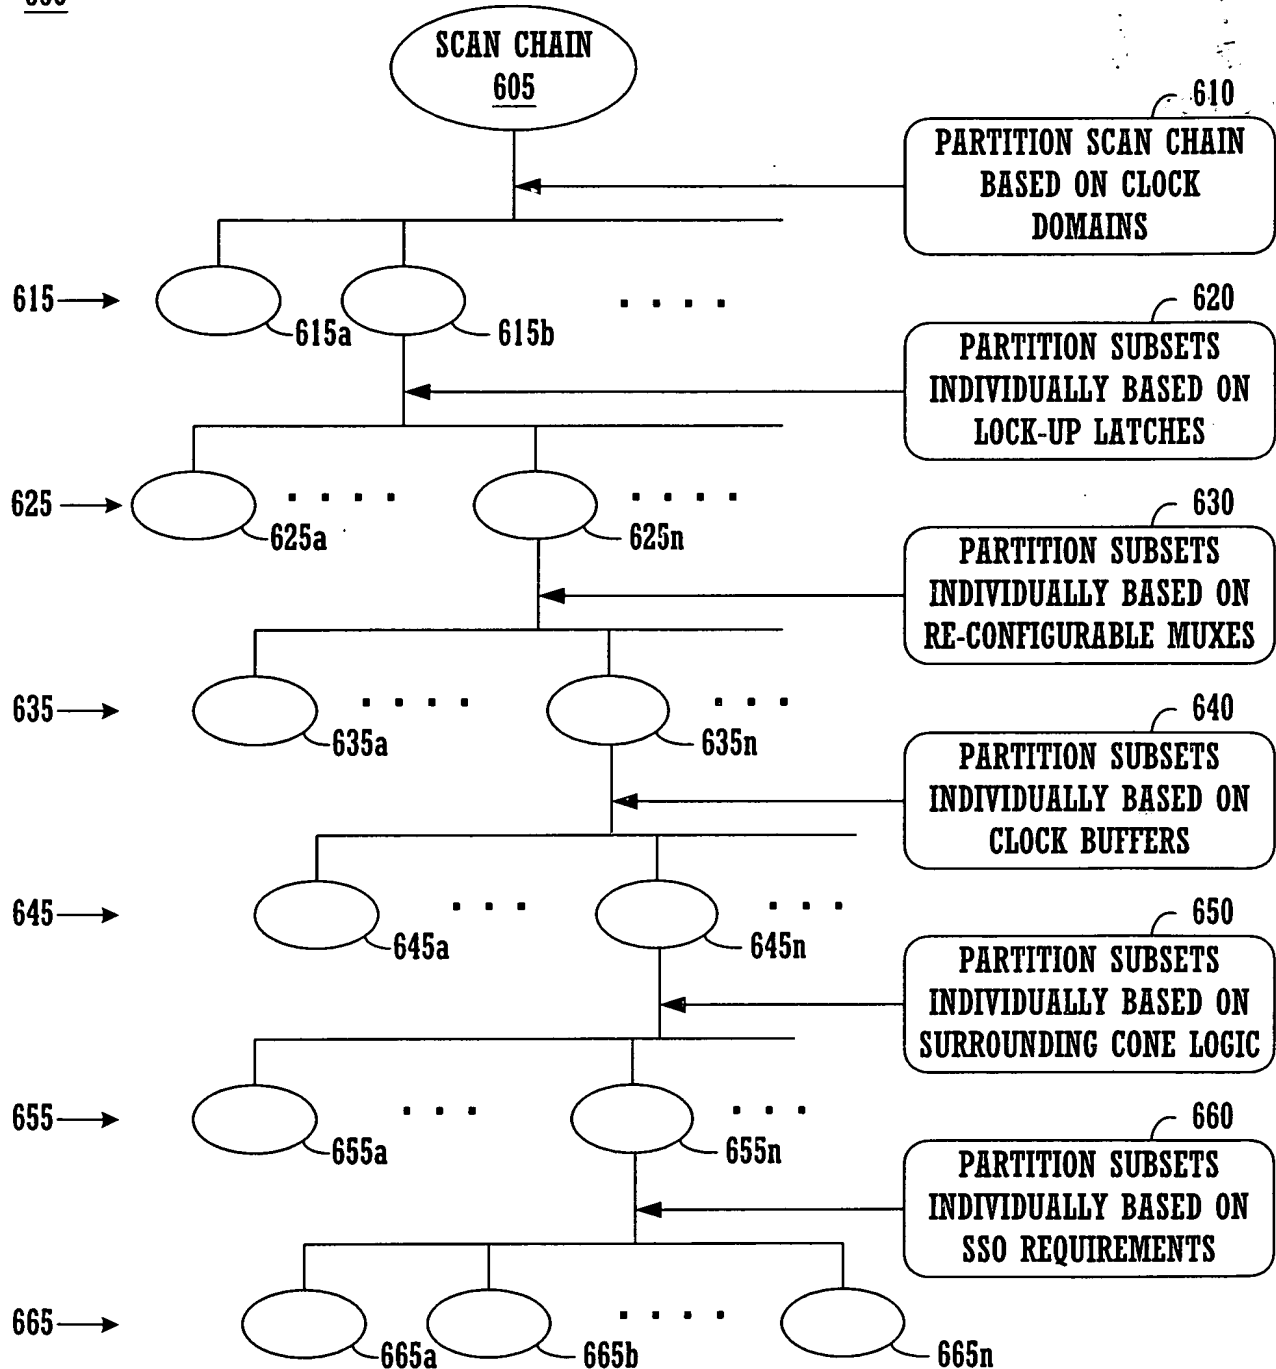 SCAN CHAIN
605
610
PARTITION SCAN CHAIN
BASED ON CLOCK
DOMAINS
615
615a
615b
620
PARTITION SUBSETS
INDIVIDUALLY BASED ON
LOCK-UP LATCHES
625
625a
625n
630
PARTITION SUBSETS
INDIVIDUALLY BASED ON
RE-CONFIGURABLE MUXES
635
635a
635n
640
PARTITION SUBSETS
INDIVIDUALLY BASED ON
CLOCK BUFFERS
645
645a
645n
650
PARTITION SUBSETS
INDIVIDUALLY BASED ON
SURROUNDING CONE LOGIC
655
655a
655n
660
PARTITION SUBSETS
INDIVIDUALLY BASED ON
SSO REQUIREMENTS
665
665a
665b
665n